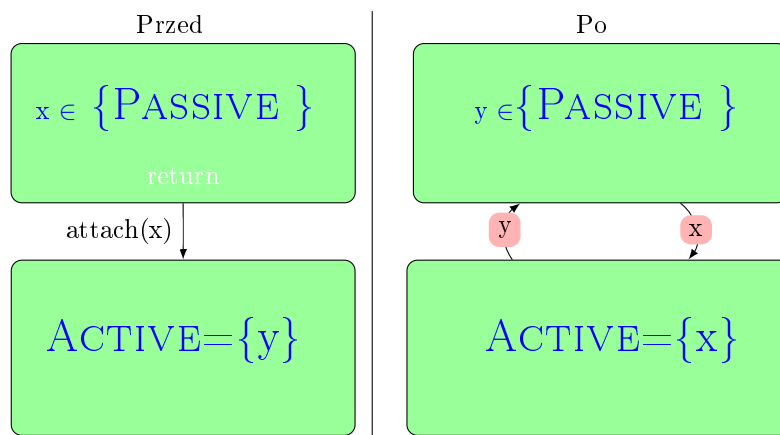 Przed
x ∈ {PASSIVE }
return
attach(x)
ACTIVE={y}
Po
y ∈{PASSIVE }
y
x
ACTIVE={x}